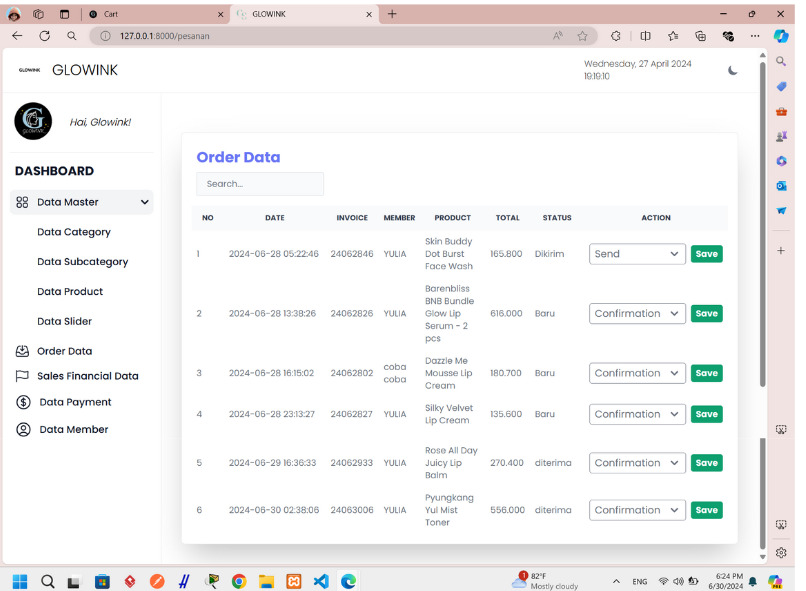 Cart
GLOWINK
127.0.0.1:8000/pesanan
GLOWINK GLOWINK
Wednesday, 27 April 2024
19:19:10
Hai, Glowink!
DASHBOARD
Data Master
Data Category
Data Subcategory
Data Product
Data Slider
Order Data
Sales Financial Data
Data Payment
Data Member
Order Data
Search...
NO DATE INVOICE MEMBER PRODUCT TOTAL STATUS ACTION
1 2024-06-28 05:22:46 24062846 YULIA Skin Buddy Dot Burst Face Wash 165.800 Dikirim Send Save
2 2024-06-28 13:38:26 24062826 YULIA Barenbliss BNB Bundle Glow Lip Serum - 2 pcs 616.000 Baru Confirmation Save
3 2024-06-28 16:15:02 24062802 coba coba Dazzle Me Mousse Lip Cream 180.700 Baru Confirmation Save
4 2024-06-28 23:13:27 24062827 YULIA Silky Velvet Lip Cream 135.600 Baru Confirmation Save
5 2024-06-29 16:36:33 24062933 YULIA Rose All Day Juicy Lip Balm 270.400 diterima Confirmation Save
6 2024-06-30 02:38:06 24063006 YULIA Pyungkang Yul Mist Toner 556.000 diterima Confirmation Save
1
82°F
Mostly cloudy
ENG
6:24 PM
6/30/2024